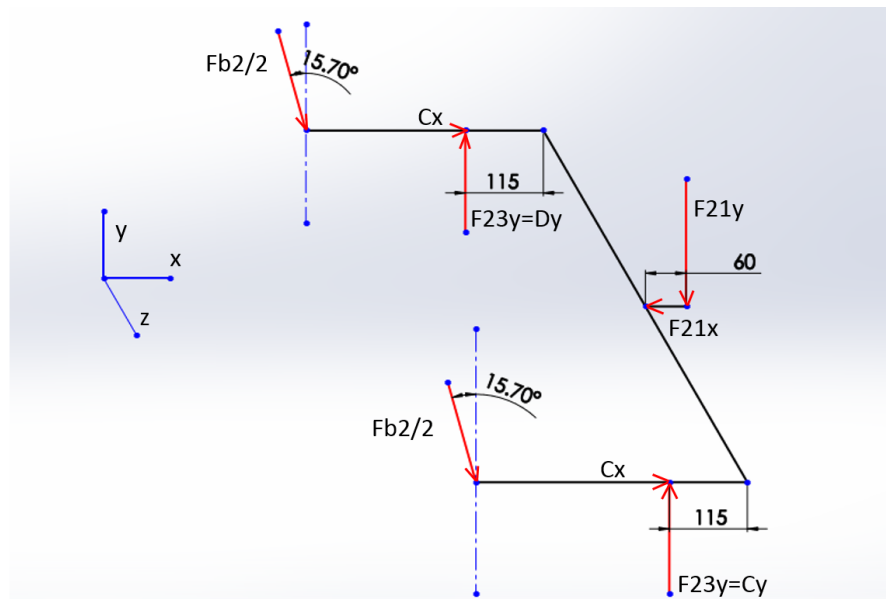 15.70°
Fb2/2
Cx
115
F23y=Dy
F21y
60
F21x
y
x
z
15.70°
Fb2/2
Cx
115
F23y=Cy